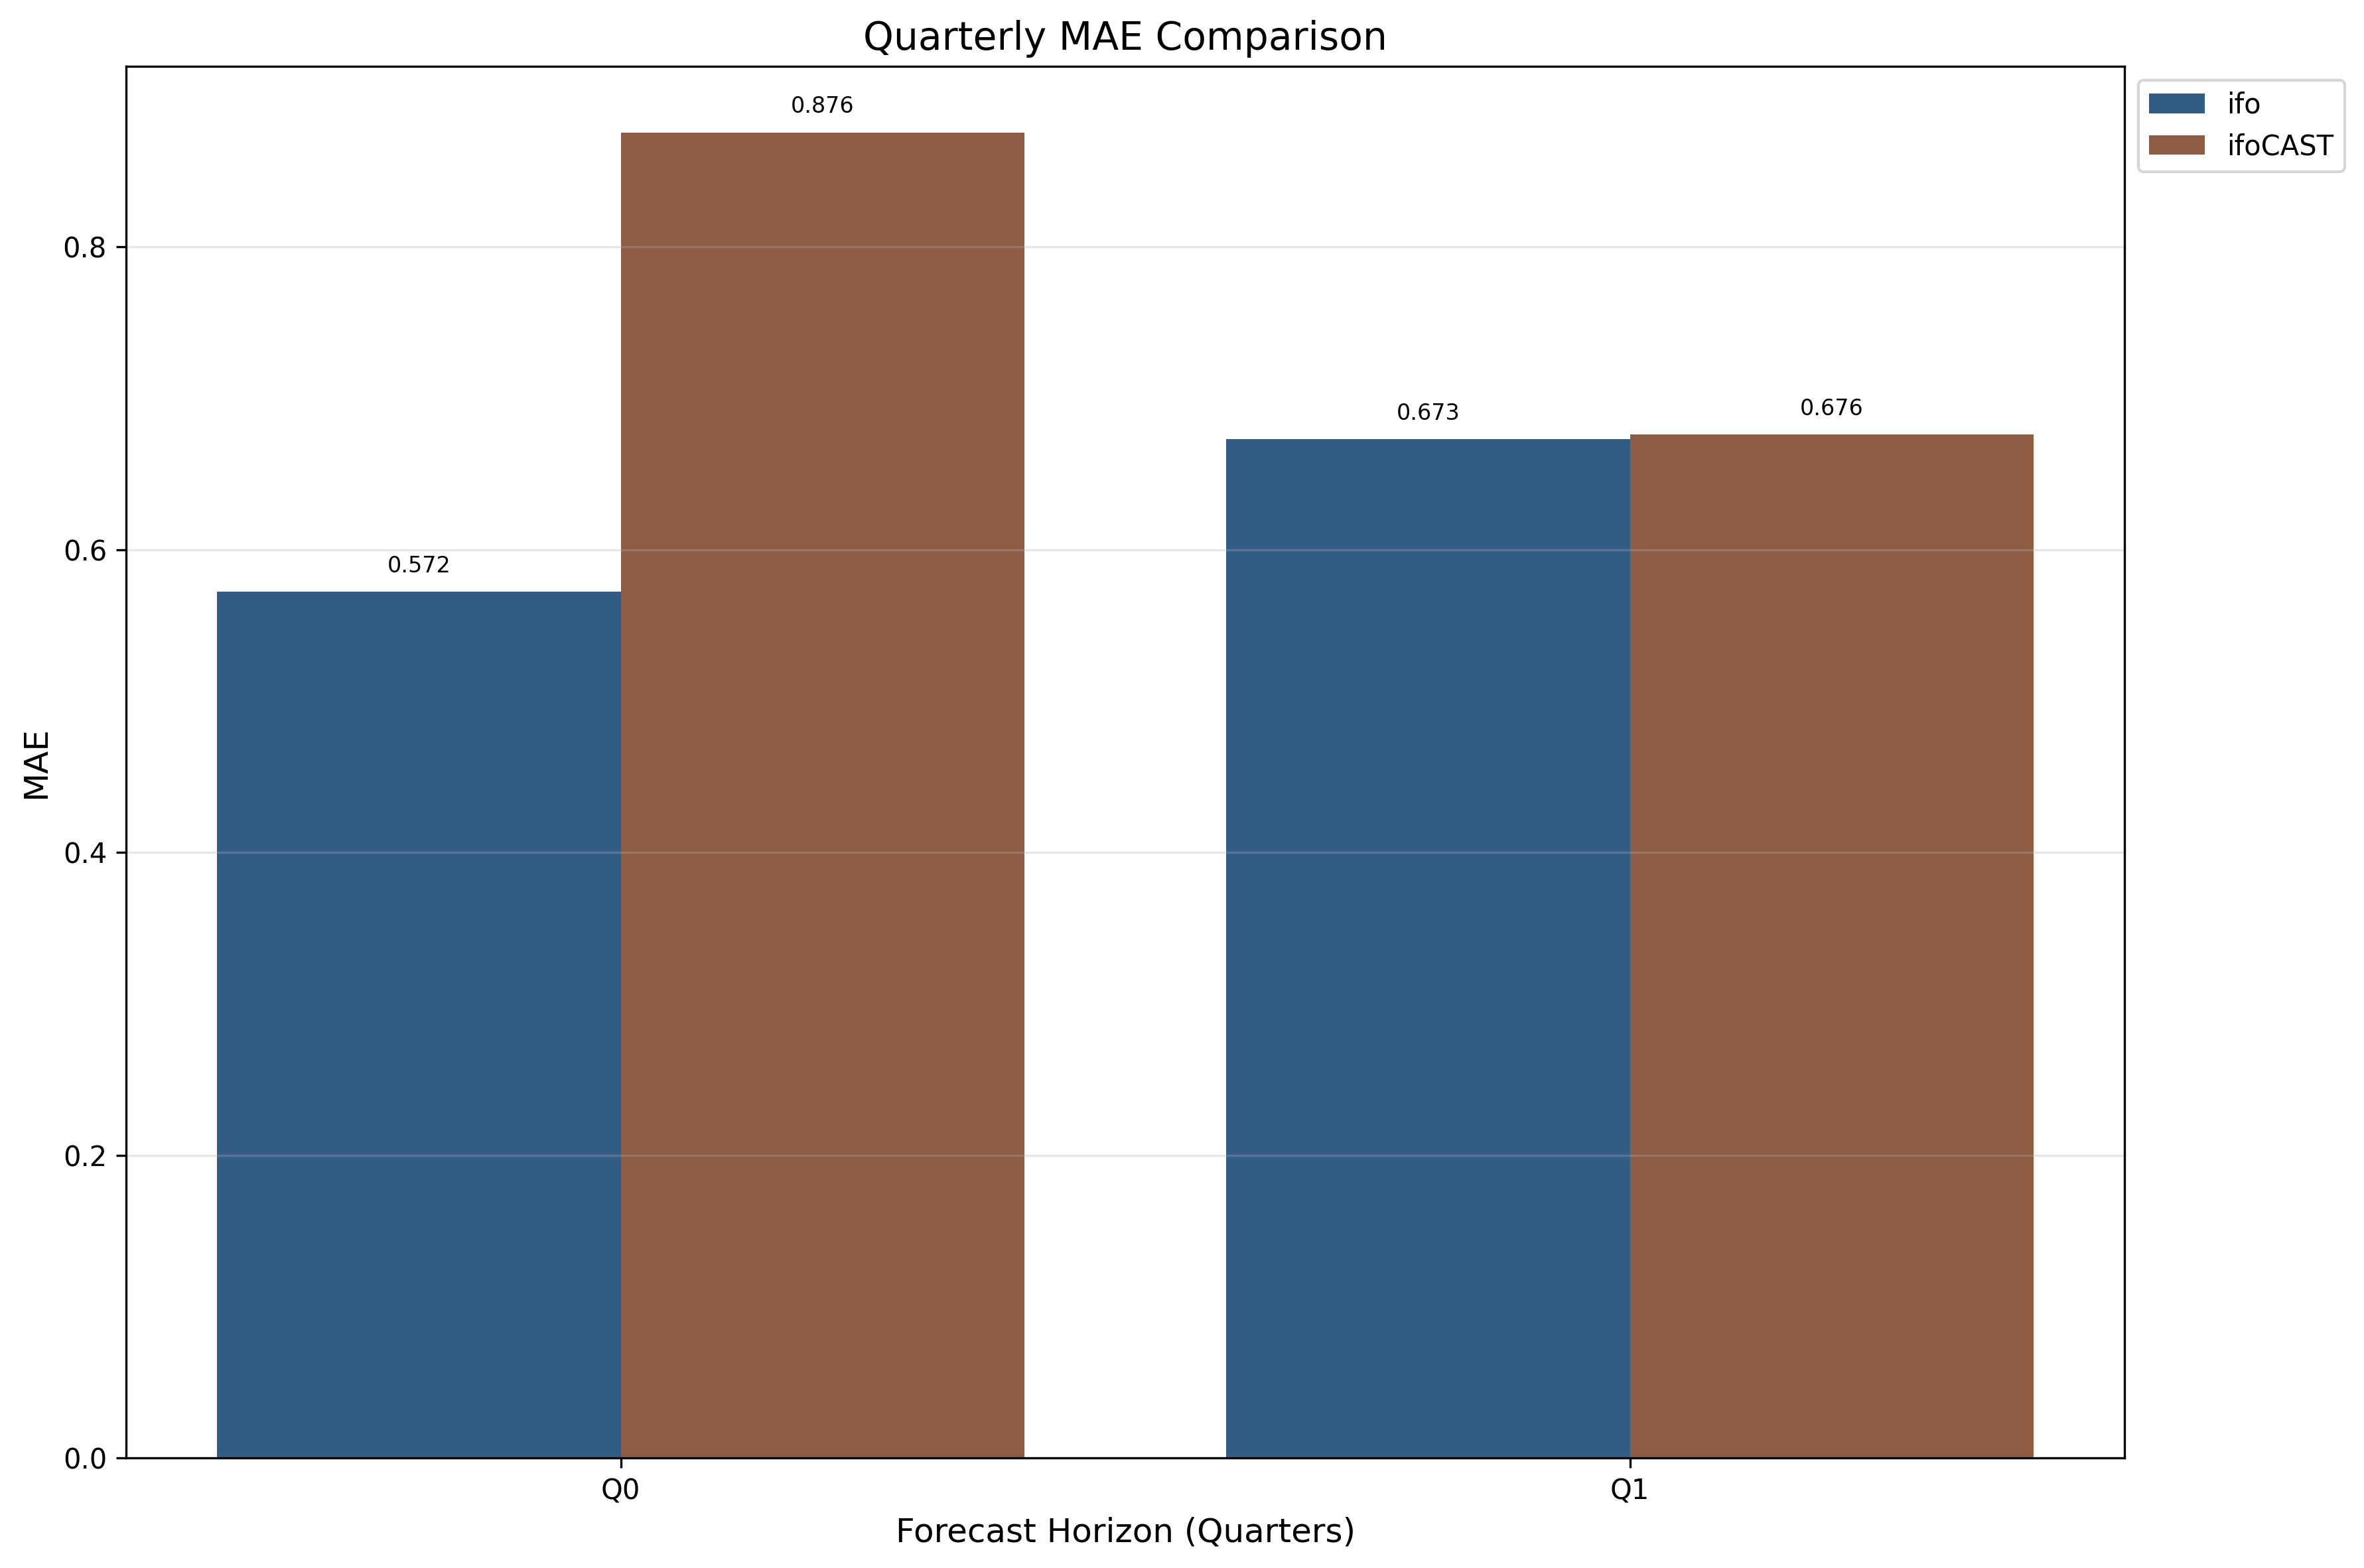 Quarterly MAE Comparison
ifo
ifoCAST
0.876
0.572
0.673
0.676
0.8
0.6
0.4
0.2
0.0
MAE
Q0
Q1
Forecast Horizon (Quarters)